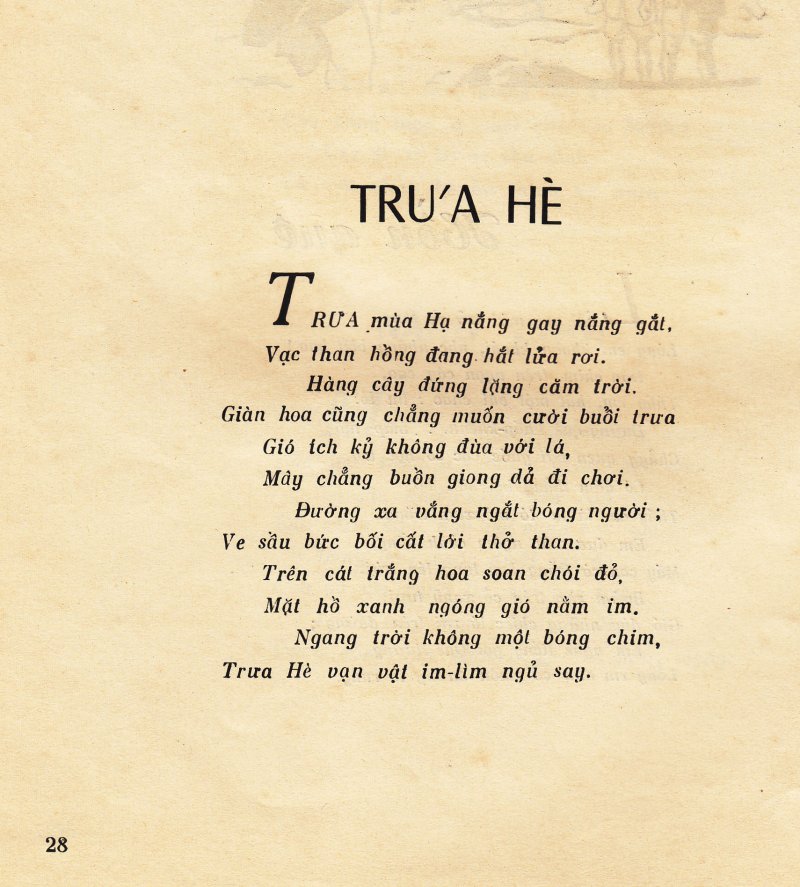 TRƯA HÈ
TRƯA mùa Hạ nắng gay nắng gắt,
Vạc than hồng đang hắt lửa rơi.
Hàng cây đứng lặng căm trời.
Giàn hoa cũng chẳng muốn cười buổi trưa
Gió ích kỷ không đùa với lá,
Mây chẳng buồn giong dả đi chơi.
Đường xa vắng ngắt bóng người ;
Ve sầu bức bối cất lời thở than.
Trên cát trắng hoa soan chói đỏ,
Mặt hồ xanh ngóng gió nằm im.
Ngang trời không một bóng chim,
Trưa Hè vạn vật im-lìm ngủ say.
28